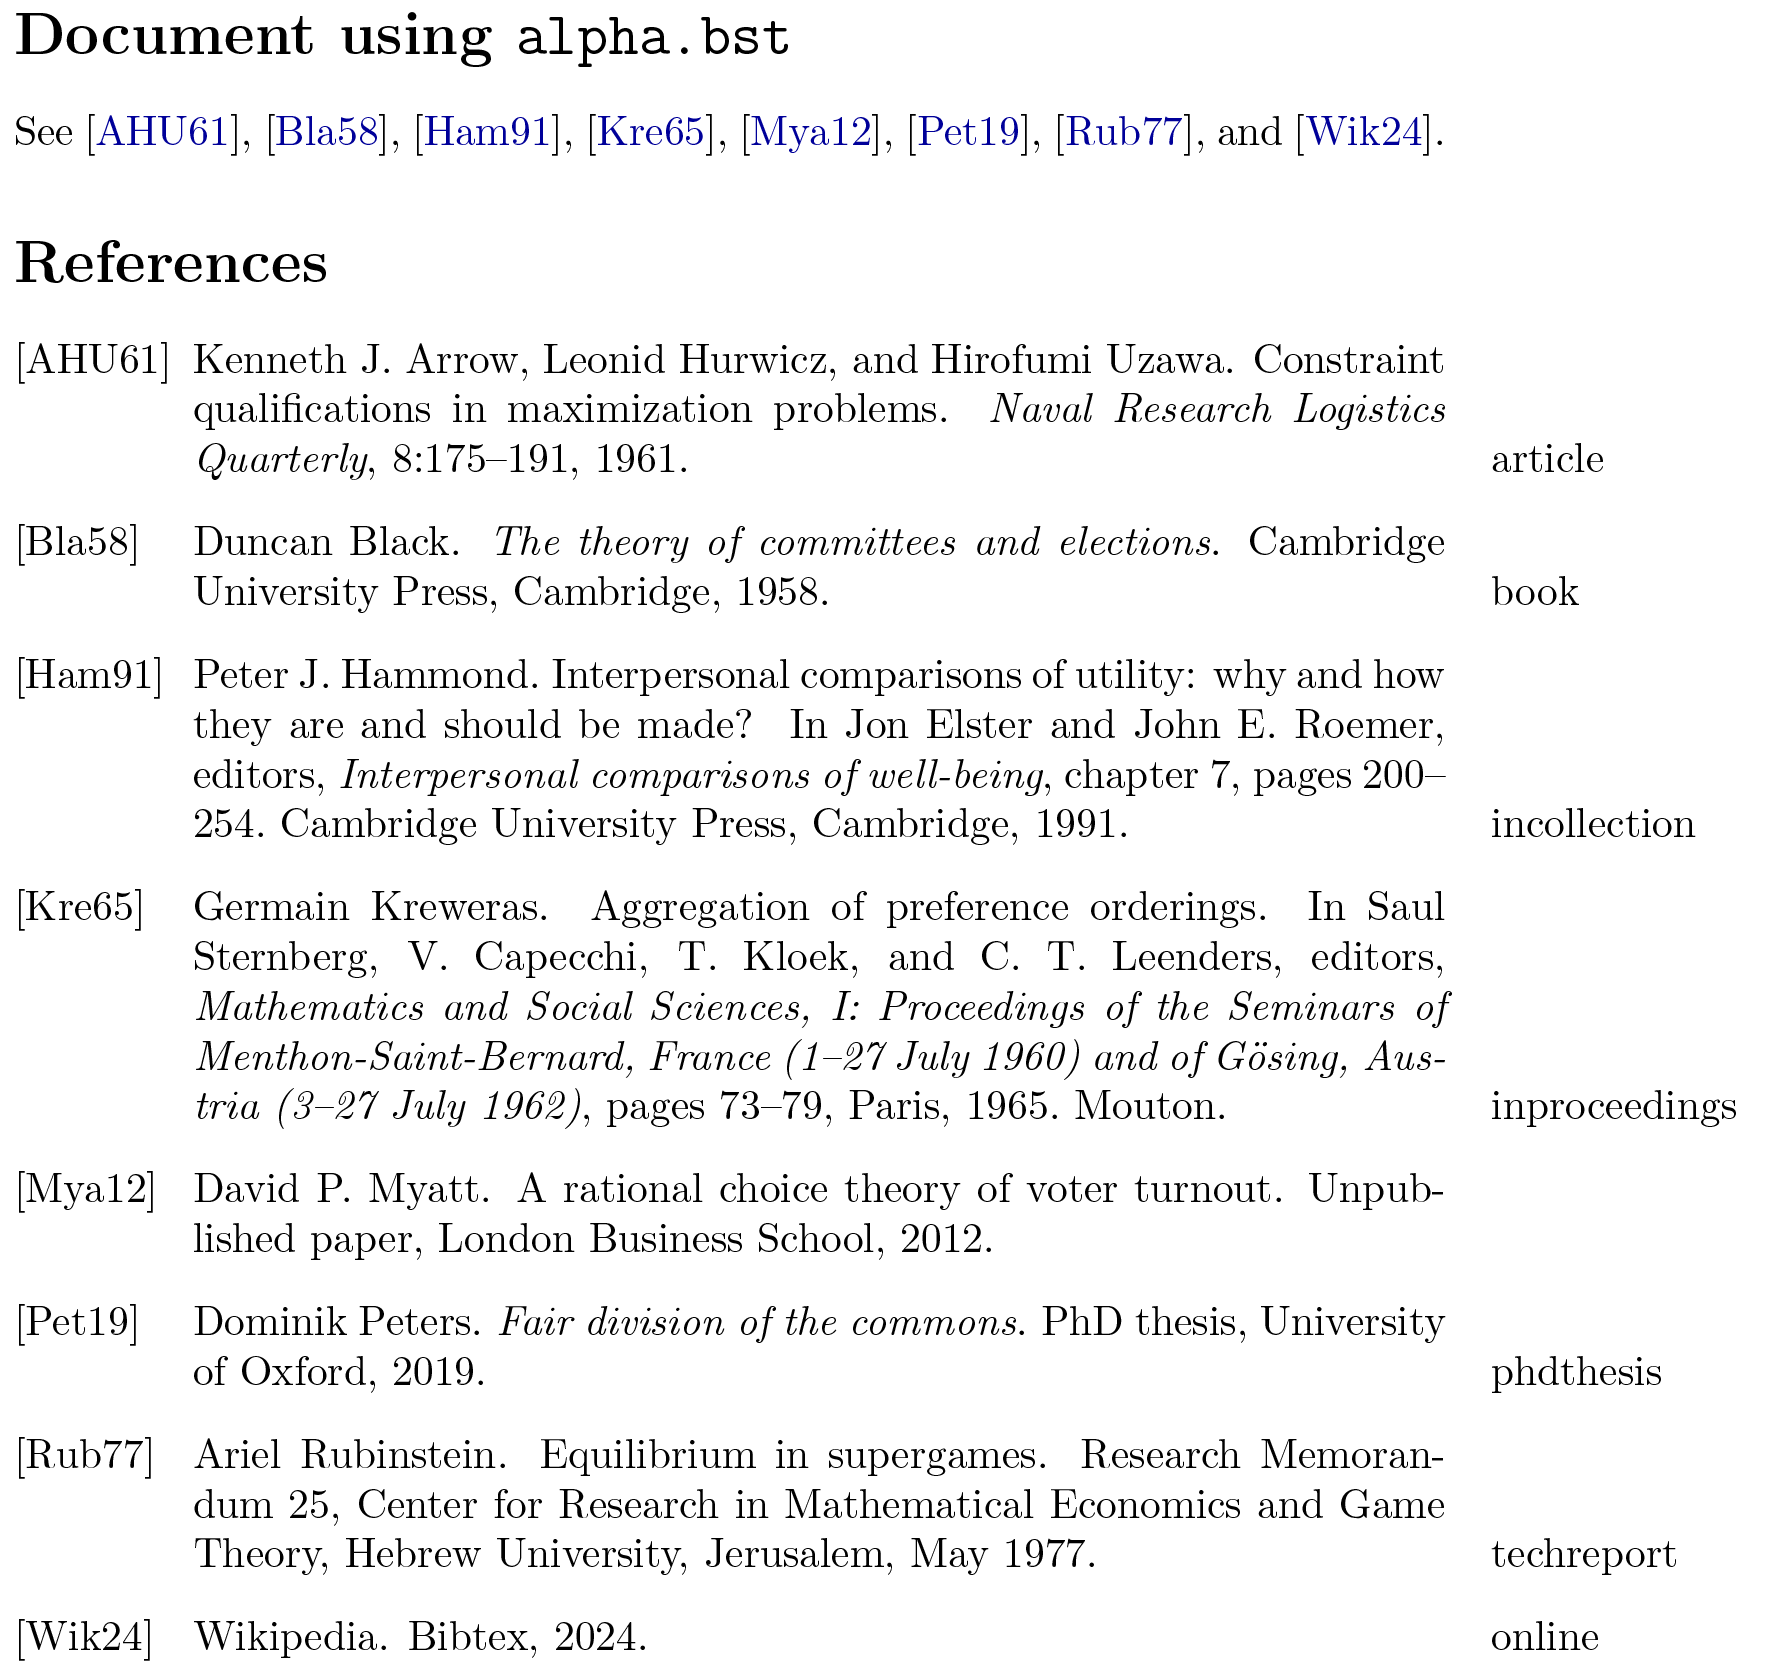 Document using alpha.bst
See [AHU61], [Bla58], [Ham91], [Kre65], [Mya12], [Pet19], [Rub77], and [Wik24].
References
[AHU61] Kenneth J. Arrow, Leonid Hurwicz, and Hirofumi Uzawa. Constraint
qualifications in maximization problems. Naval Research Logistics
Quarterly, 8:175–191, 1961. article
[Bla58] Duncan Black. The theory of committees and elections. Cambridge
University Press, Cambridge, 1958. book
[Ham91] Peter J. Hammond. Interpersonal comparisons of utility: why and how
they are and should be made? In Jon Elster and John E. Roemer,
editors, Interpersonal comparisons of well-being, chapter 7, pages 200–
254. Cambridge University Press, Cambridge, 1991. incollection
[Kre65] Germain Kreweras. Aggregation of preference orderings. In Saul
Sternberg, V. Capecchi, T. Kloek, and C. T. Leenders, editors,
Mathematics and Social Sciences, I: Proceedings of the Seminars of
Menthon-Saint-Bernard, France (1–27 July 1960) and of Gösing, Aus-
tria (3–27 July 1962), pages 73–79, Paris, 1965. Mouton. inproceedings
[Mya12] David P. Myatt. A rational choice theory of voter turnout. Unpub-
lished paper, London Business School, 2012.
[Pet19] Dominik Peters. Fair division of the commons. PhD thesis, University
of Oxford, 2019. phdthesis
[Rub77] Ariel Rubinstein. Equilibrium in supergames. Research Memoran-
dum 25, Center for Research in Mathematical Economics and Game
Theory, Hebrew University, Jerusalem, May 1977. techreport
[Wik24] Wikipedia. Bibtex, 2024. online